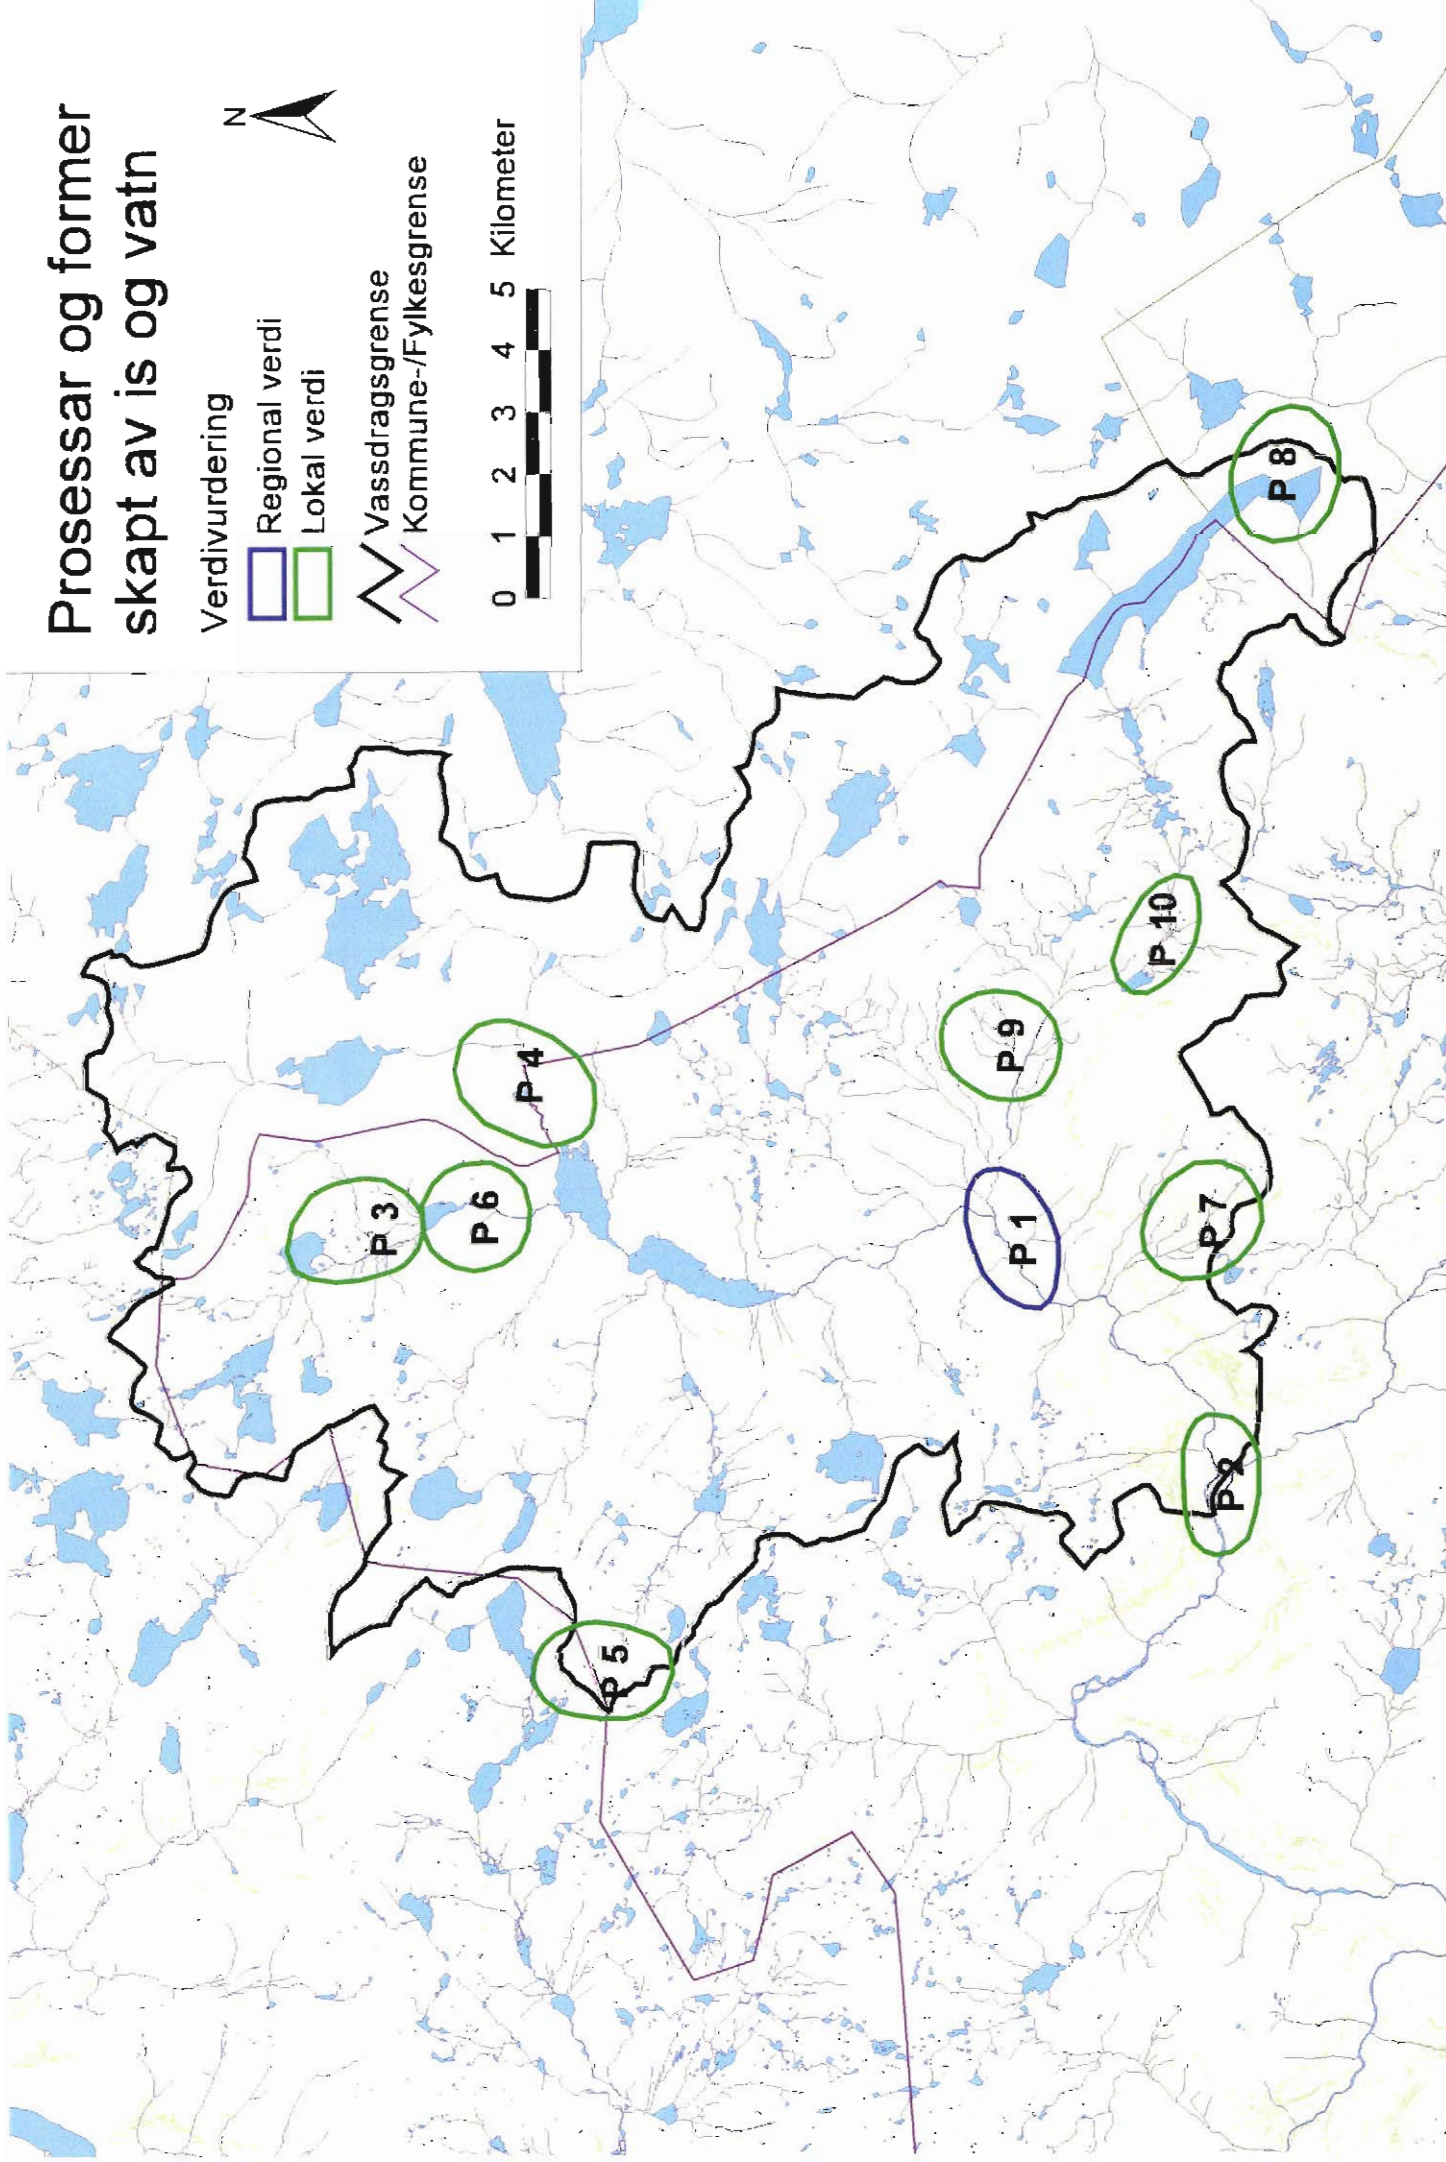 Prosessar og former
skapt av is og vatn
Verdivurdering
Regional verdi
Lokal verdi
Vassdragsgrense
Kommune-/Fylkesgrense
N
0 1 2 3 4 5 Kilometer
P 5
P 2
P 3
P 6
P 4
P 1
P 7
P 9
P 10
P 8